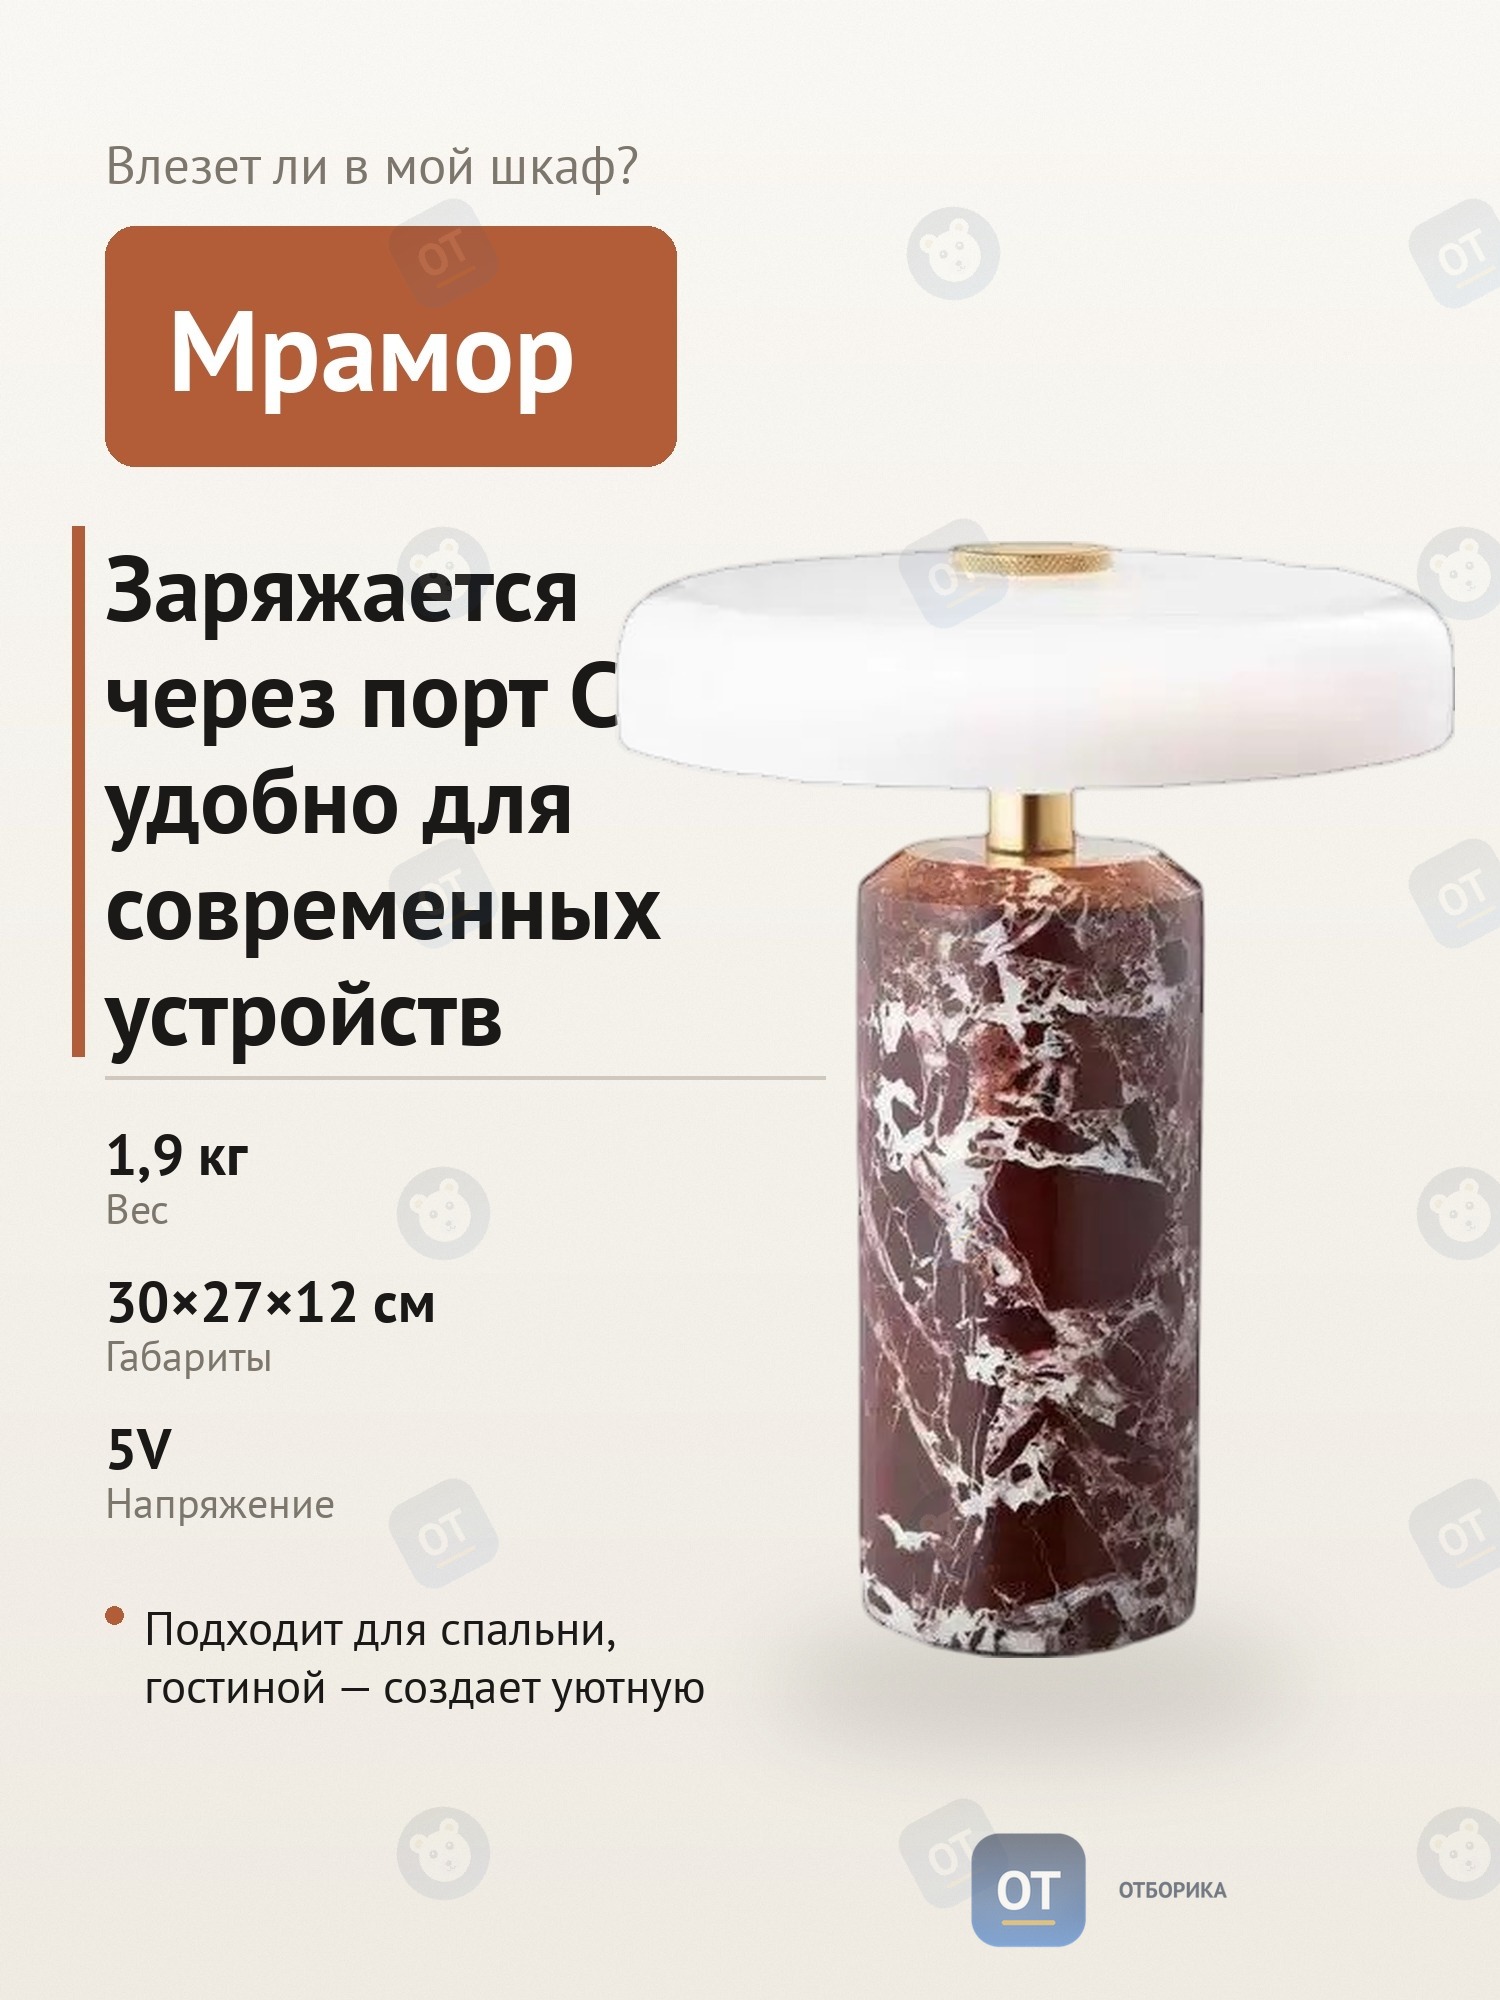 Влезет ли в мой шкаф?
Мрамор
Заряжается
через порт C
удобно для
современных
устройств
1,9 кг
Вес
30×27×12 см
Габариты
5V
Напряжение
Подходит для спальни,
гостиной — создает уютную
ОТ
ОТБОРИКА